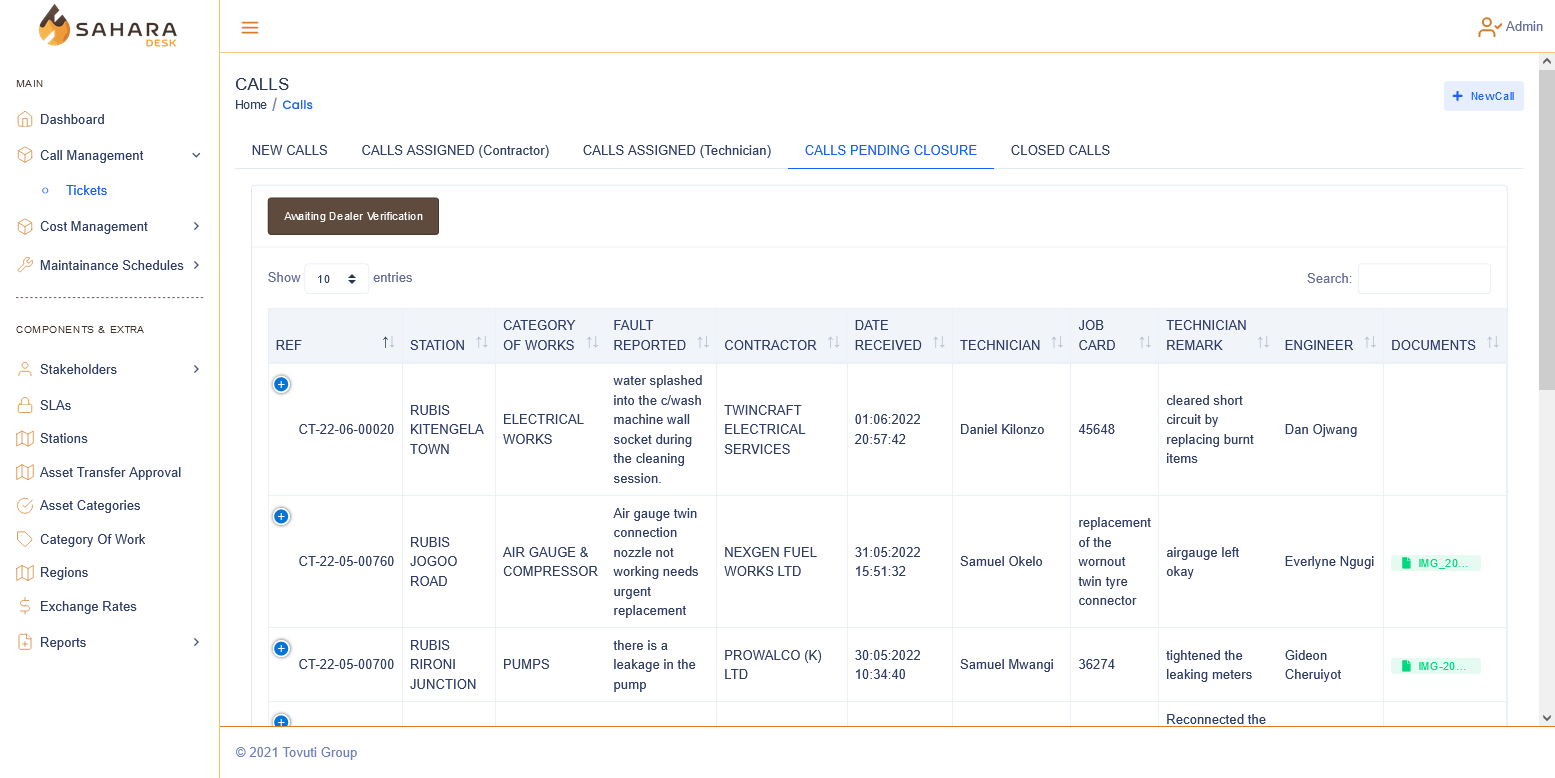 SAHARA
DESK
Admin
MAIN
Dashboard
Call Management
Tickets
Cost Management
Maintainance Schedules
COMPONENTS & EXTRA
Stakeholders
SLAs
Stations
Asset Transfer Approval
Asset Categories
Category Of Work
Regions
Exchange Rates
Reports
CALLS
Home / Calls
+ NewCall
NEW CALLS CALLS ASSIGNED (Contractor) CALLS ASSIGNED (Technician) CALLS PENDING CLOSURE CLOSED CALLS
Awaiting Dealer Verification
Show 10 entries
Search:
REF
STATION
CATEGORY
OF WORKS
FAULT
REPORTED
CONTRACTOR
DATE
RECEIVED
TECHNICIAN
JOB
CARD
TECHNICIAN
REMARK
ENGINEER
DOCUMENTS
CT-22-06-00020
RUBIS
KITENGELA
TOWN
ELECTRICAL
WORKS
water splashed
into the c/wash
machine wall
socket during
the cleaning
session.
TWINCRAFT
ELECTRICAL
SERVICES
01:06:2022
20:57:42
Daniel Kilonzo
45648
cleared short
circuit by
replacing burnt
items
Dan Ojwang
CT-22-05-00760
RUBIS
JOGOO
ROAD
AIR GAUGE &
COMPRESSOR
Air gauge twin
connection
nozzle not
working needs
urgent
replacement
NEXGEN FUEL
WORKS LTD
31:05:2022
15:51:32
Samuel Okelo
replacement
of the
wornout
twin tyre
connector
airgauge left
okay
Everlyne Ngugi
IMG_20...
CT-22-05-00700
RUBIS
RIRONI
JUNCTION
PUMPS
there is a
leakage in the
pump
PROWALCO (K)
LTD
30:05:2022
10:34:40
Samuel Mwangi
36274
tightened the
leaking meters
Gideon
Cheruiyot
IMG-20...
Reconnected the
© 2021 Tovuti Group